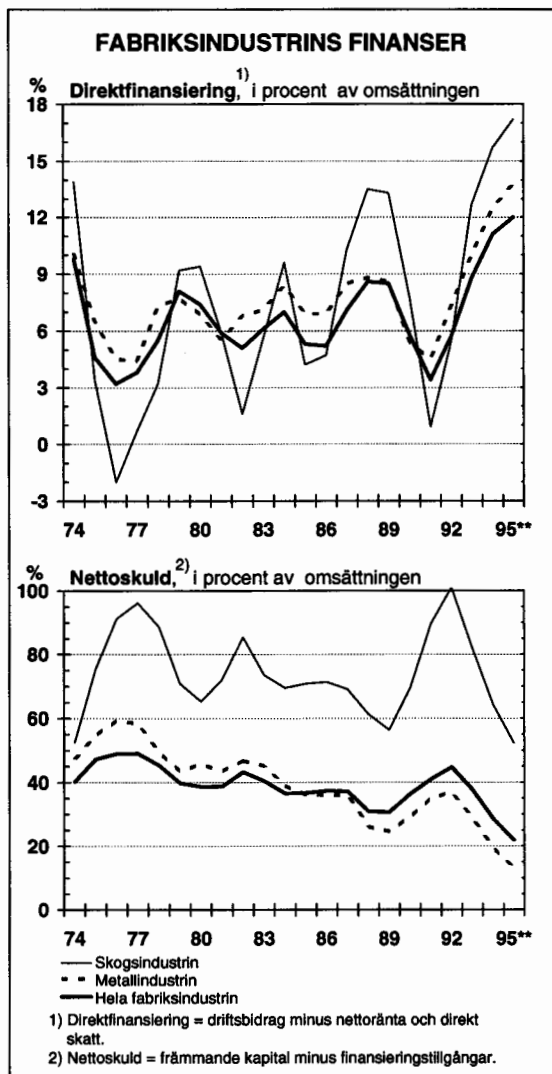 FABRIKSINDUSTRINS FINANSER
% Direktfinansiering,1) i procent av omsättningen
18
15
12
9
6
3
0
-3
74 77 80 83 86 89 92 95**
% Nettoskuld,2) i procent av omsättningen
100
80
60
40
20
0
74 77 80 83 86 89 92 95**
Skogsindustrin
Metallindustrin
Hela fabriksindustrin
1) Direktfinansiering = driftsbidrag minus nettoränta och direkt
skatt.
2) Nettoskuld = främmande kapital minus finansieringstillgångar.